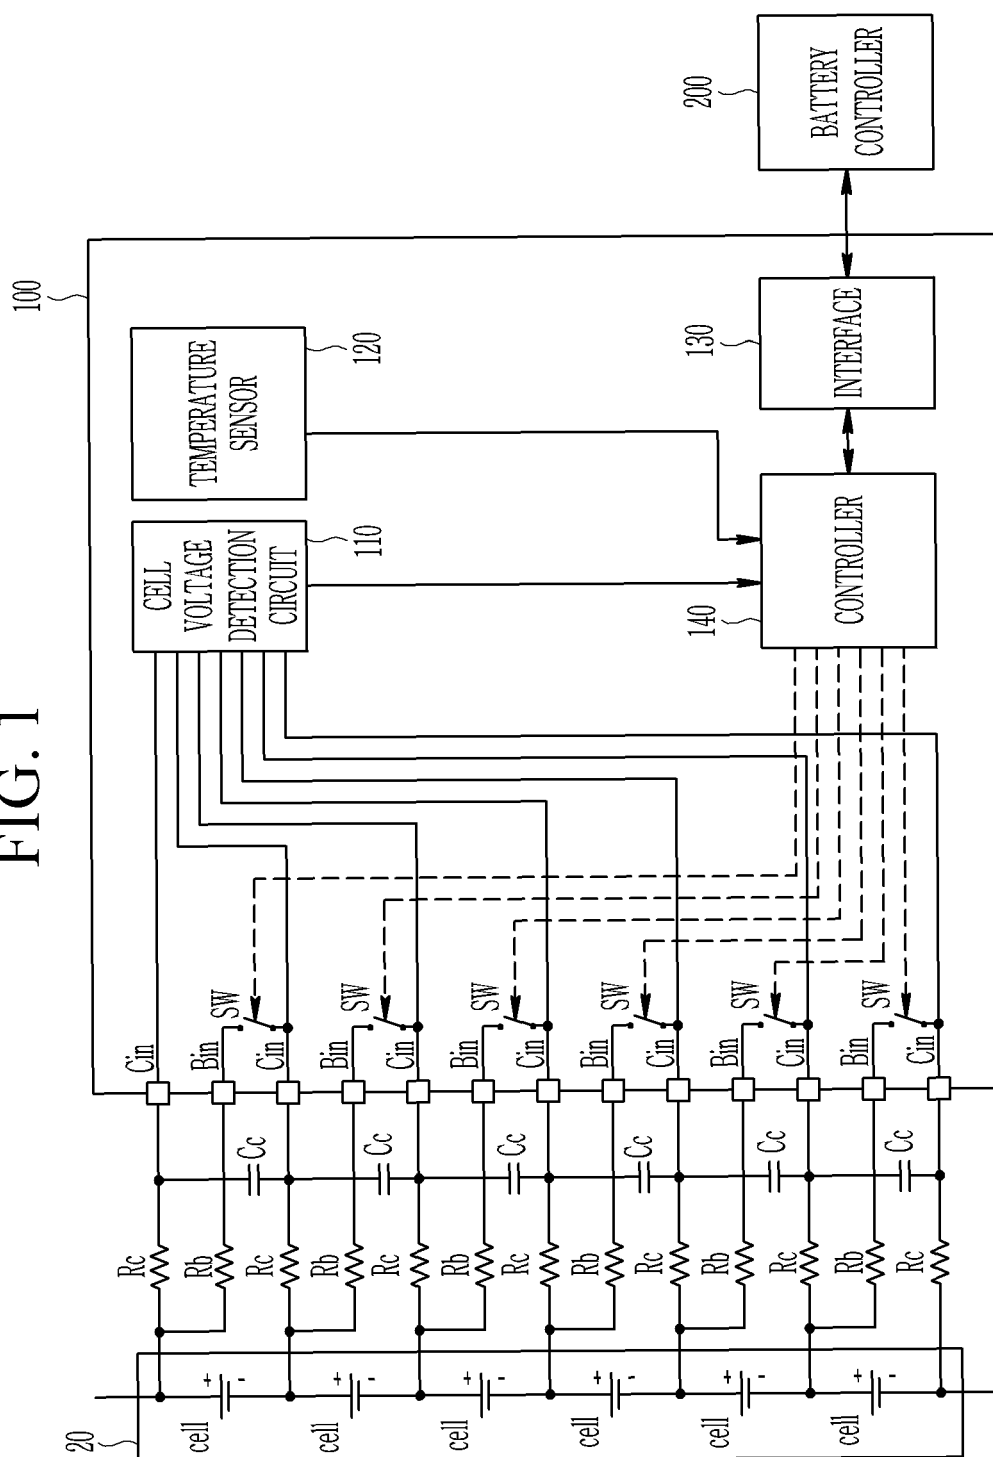 FIG. 1
100
20
Rc
Cin
cell
+
-
Rb
Bin
SW
Cc
Rc
Cin
CELL
VOLTAGE
DETECTION
CIRCUIT
110
TEMPERATURE
SENSOR
120
cell
+
-
Rb
Bin
SW
Cc
Rc
Cin
cell
+
-
Rb
Bin
SW
Cc
Rc
Cin
cell
+
-
Rb
Bin
SW
Cc
Rc
Cin
cell
+
-
Rb
Bin
SW
Cc
Rc
Cin
cell
+
-
Rb
Bin
SW
Cc
Rc
Cin
140
CONTROLLER
130
INTERFACE
200
BATTERY
CONTROLLER